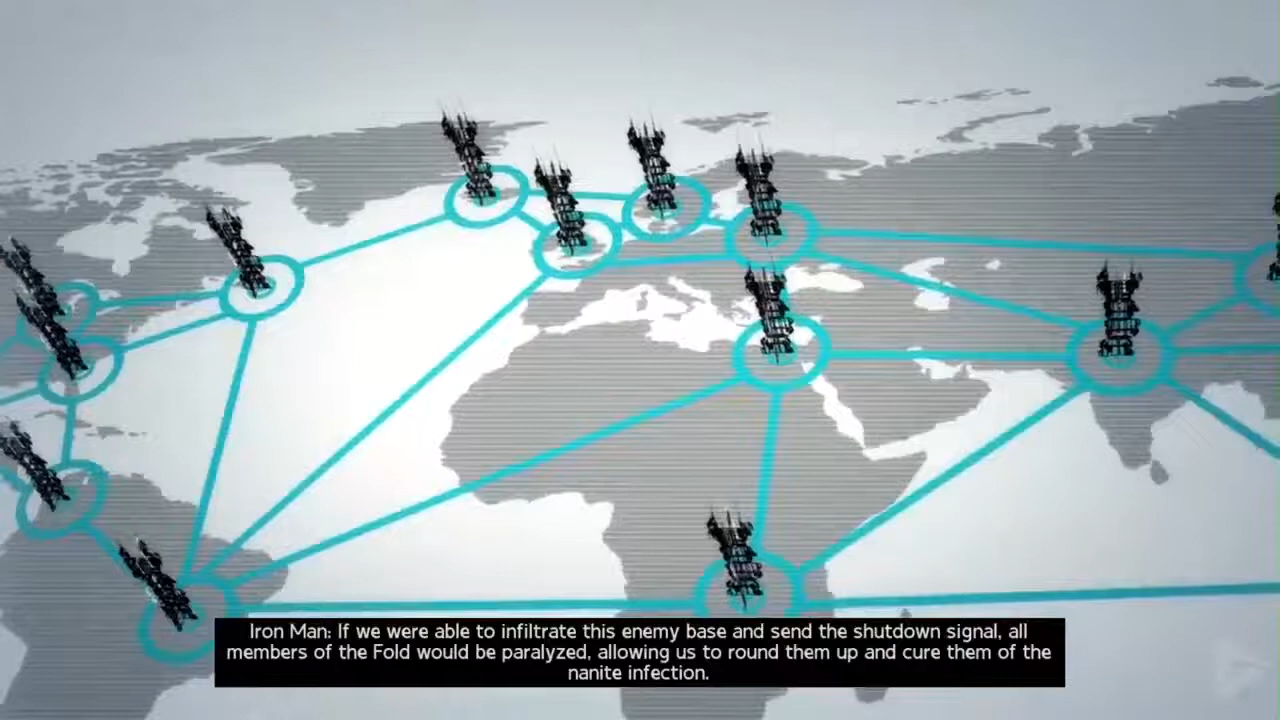 Iron Man: If we were able to infiltrate this enemy base and send the shutdown signal, all
members of the Fold would be paralyzed, allowing us to round them up and cure them of the
nanite infection.